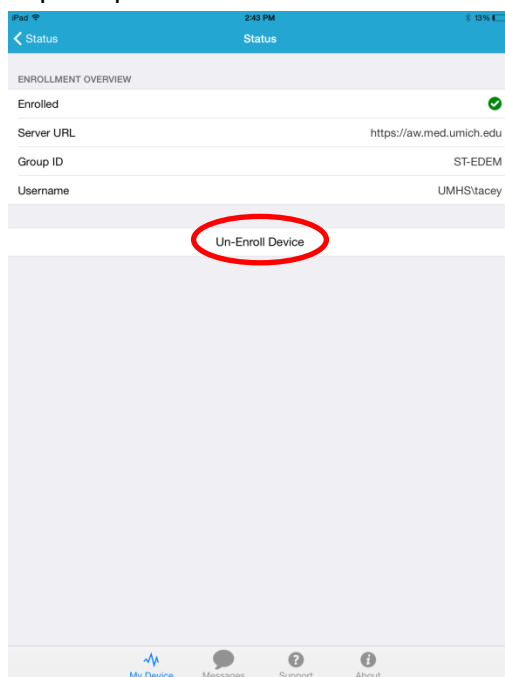 iPad 2:43 PM 13%
Status Status
ENROLLMENT OVERVIEW
Enrolled
Server URL https://aw.med.umich.edu
Group ID ST-EDEM
Username UMHS\tacey
Un-Enroll Device
My Device Messages Support About